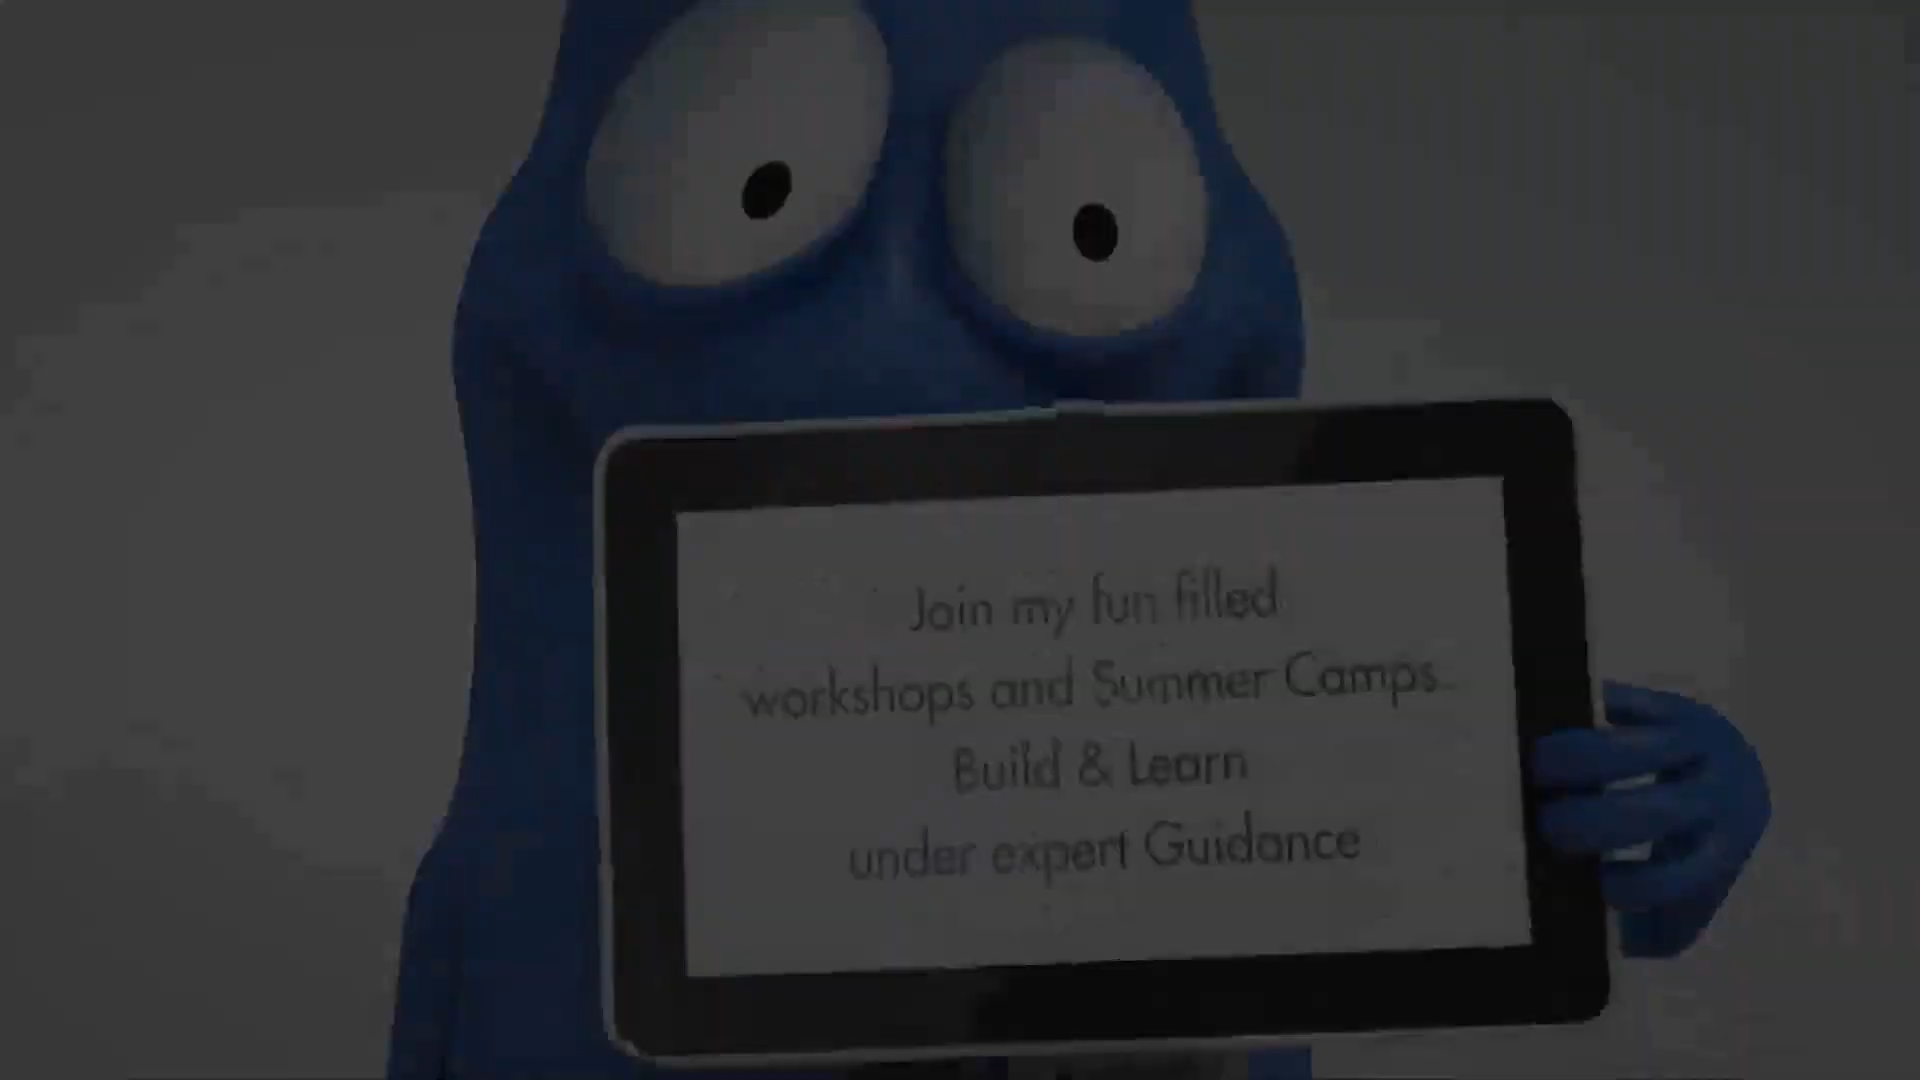 Join my fun filled
workshops and Summer Camps
Build & Learn
under expert Guidance